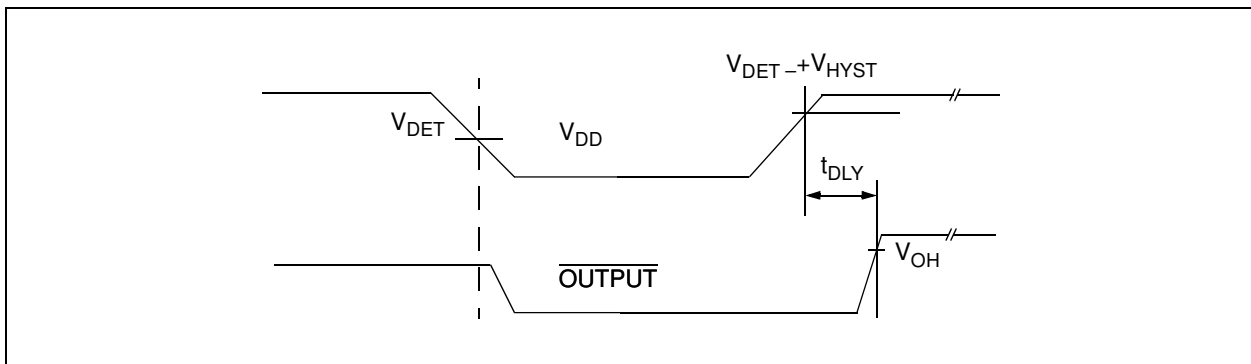 V_DET –+V_HYST
V_DET
V_DD
t_DLY
V_OH
OUTPUT